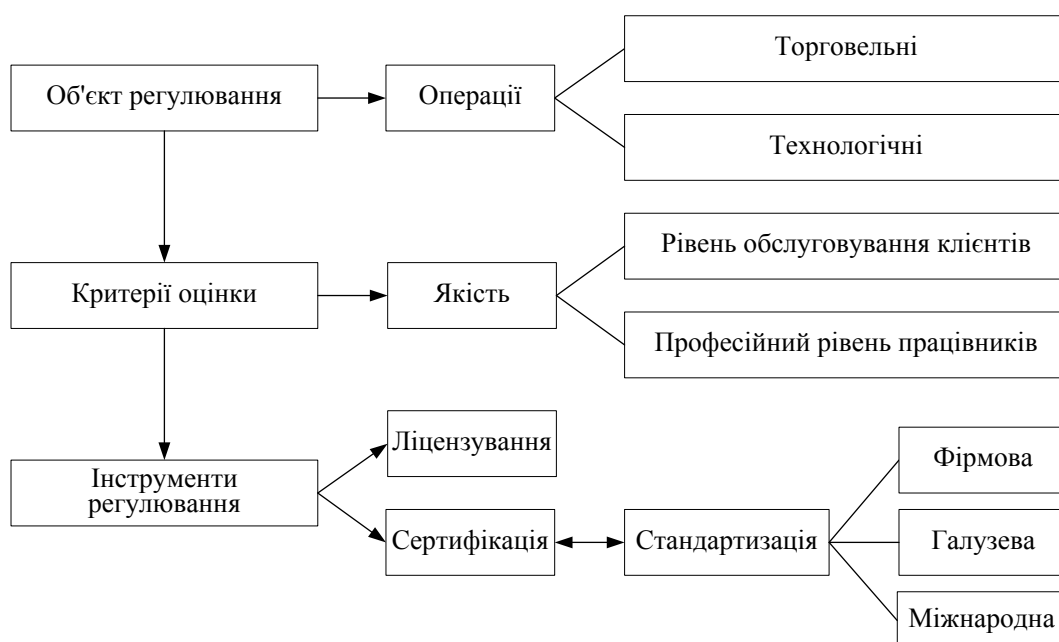 Торговельні
Об'єкт регулювання
Операції
Технологічні
Рівень обслуговування клієнтів
Критерії оцінки
Якість
Професійний рівень працівників
Ліцензування
Фірмова
Інструменти
регулювання
Сертифікація
Стандартизація
Галузева
Міжнародна